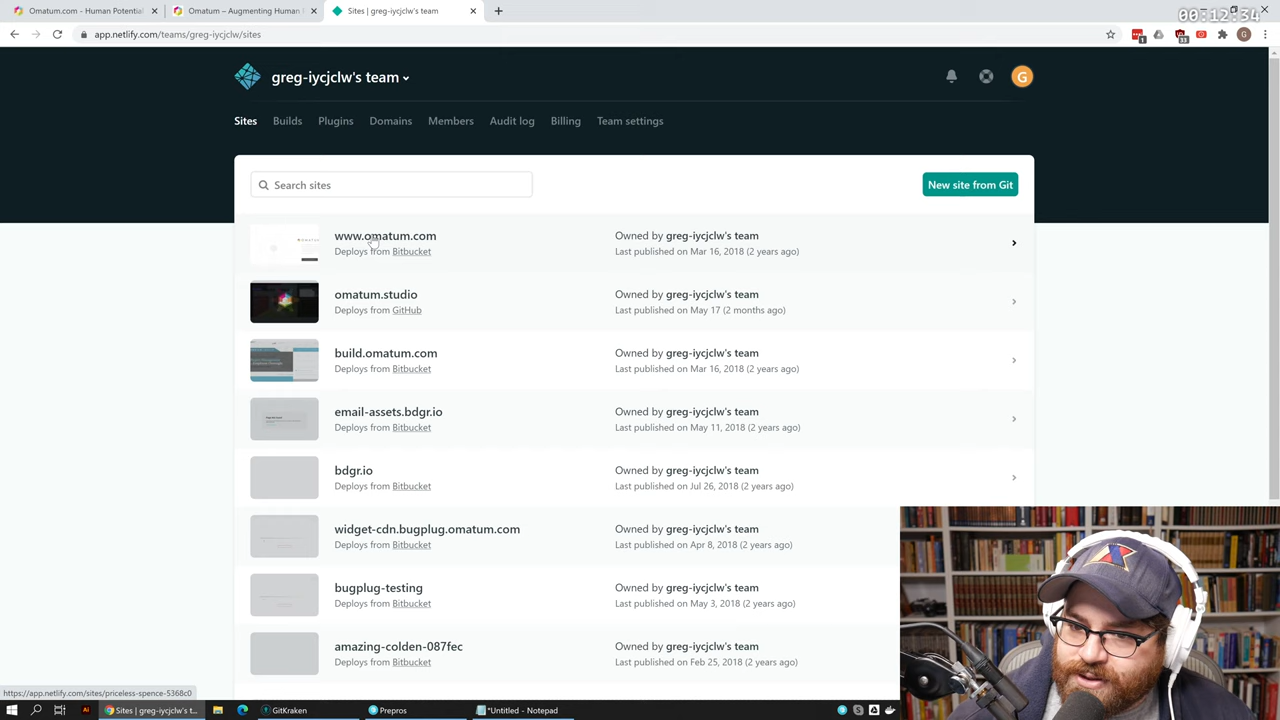 00:12:34
Omatum.com - Human Potential
Omatum – Augmenting Human
Sites | greg-iycjclw's team
app.netlify.com/teams/greg-iycjclw/sites
1
33
G
greg-iycjclw's team
G
Sites Builds Plugins Domains Members Audit log Billing Team settings
Search sites
New site from Git
www.omatum.com
Deploys from Bitbucket
Owned by greg-iycjclw's team
Last published on Mar 16, 2018 (2 years ago)
omatum.studio
Deploys from GitHub
Owned by greg-iycjclw's team
Last published on May 17 (2 months ago)
build.omatum.com
Deploys from Bitbucket
Owned by greg-iycjclw's team
Last published on Mar 16, 2018 (2 years ago)
email-assets.bdgr.io
Deploys from Bitbucket
Owned by greg-iycjclw's team
Last published on May 11, 2018 (2 years ago)
bdgr.io
Deploys from Bitbucket
Owned by greg-iycjclw's team
Last published on Jul 26, 2018 (2 years ago)
widget-cdn.bugplug.omatum.com
Deploys from Bitbucket
Owned by greg-iycjclw's team
Last published on Apr 8, 2018 (2 years ago)
bugplug-testing
Deploys from Bitbucket
Owned by greg-iycjclw's team
Last published on May 3, 2018 (2 years ago)
amazing-colden-087fec
Deploys from Bitbucket
Owned by greg-iycjclw's team
Last published on Feb 25, 2018 (2 years ago)
https://app.netlify.com/sites/priceless-spence-5368c0
Sites | greg-iycjclw's t...
GitKraken
Prepros
*Untitled - Notepad